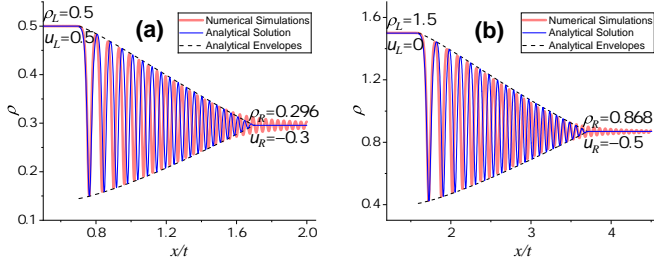 ρL=0.5
uL=0.5
(a)
Numerical Simulations
Analytical Solution
Analytical Envelopes
ρR=0.296
uR=−0.3
ρ
0.5
0.4
0.3
0.2
0.1
0.8
1.2
1.6
2.0
x/t
ρL=1.5
uL=0
(b)
Numerical Simulations
Analytical Solution
Analytical Envelopes
ρR=0.868
uR=−0.5
ρ
1.6
1.2
0.8
0.4
2
3
4
x/t